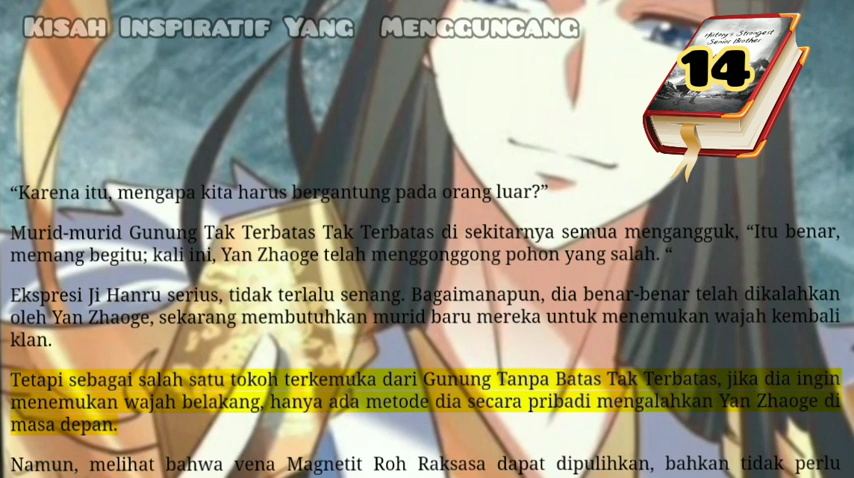 Kisah Inspiratif Yang Mengguncang
History's Strongest
Senior Brother
14
“Karena itu, mengapa kita harus bergantung pada orang luar?”
Murid-murid Gunung Tak Terbatas Tak Terbatas di sekitarnya semua mengangguk, “Itu benar,
memang begitu; kali ini, Yan Zhaoge telah menggonggong pohon yang salah. “
Ekspresi Ji Hanru serius, tidak terlalu senang. Bagaimanapun, dia benar-benar telah dikalahkan
oleh Yan Zhaoge, sekarang membutuhkan murid baru mereka untuk menemukan wajah kembali
klan.
Tetapi sebagai salah satu tokoh terkemuka dari Gunung Tanpa Batas Tak Terbatas, jika dia ingin
menemukan wajah belakang, hanya ada metode dia secara pribadi mengalahkan Yan Zhaoge di
masa depan.
Namun, melihat bahwa vena Magnetit Roh Raksasa dapat dipulihkan, bahkan tidak perlu